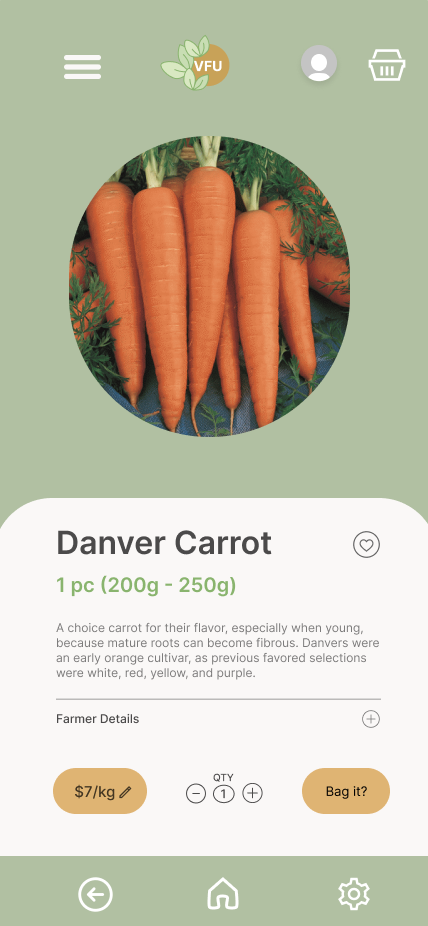 VFU
Danver Carrot
1 pc (200g - 250g)
A choice carrot for their flavor, especially when young,
because mature roots can become fibrous. Danvers were
an early orange cultivar, as previous favored selections
were white, red, yellow, and purple.
Farmer Details
QTY
$7/kg
1
Bag it?